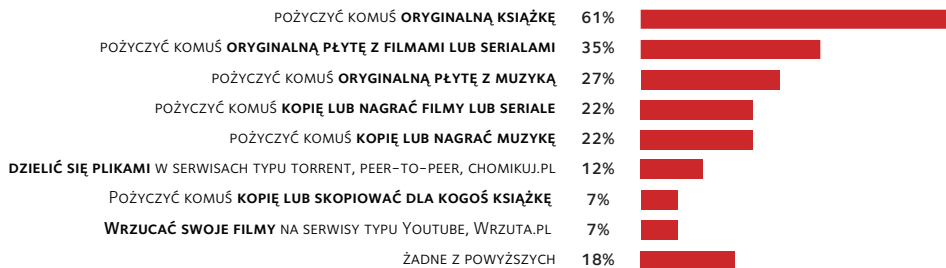 POŻYCZYĆ KOMUŚ ORYGINALNĄ KSIĄŻKĘ 61%
POŻYCZYĆ KOMUŚ ORYGINALNĄ PŁYTĘ Z FILMAMI LUB SERIALAMI 35%
POŻYCZYĆ KOMUŚ ORYGINALNĄ PŁYTĘ Z MUZYKĄ 27%
POŻYCZYĆ KOMUŚ KOPIĘ LUB NAGRAĆ FILMY LUB SERIALE 22%
POŻYCZYĆ KOMUŚ KOPIĘ LUB NAGRAĆ MUZYKĘ 22%
DZIELIĆ SIĘ PLIKAMI W SERWISACH TYPU TORRENT, PEER-TO-PEER, CHOMIKUJ.PL 12%
POŻYCZYĆ KOMUŚ KOPIĘ LUB SKOPIOWAĆ DLA KOGOŚ KSIĄŻKĘ 7%
WRZUCAĆ SWOJE FILMY NA SERWISY TYPU YOUTUBE, WRZUTA.PL 7%
ŻADNE Z POWYŻSZYCH 18%